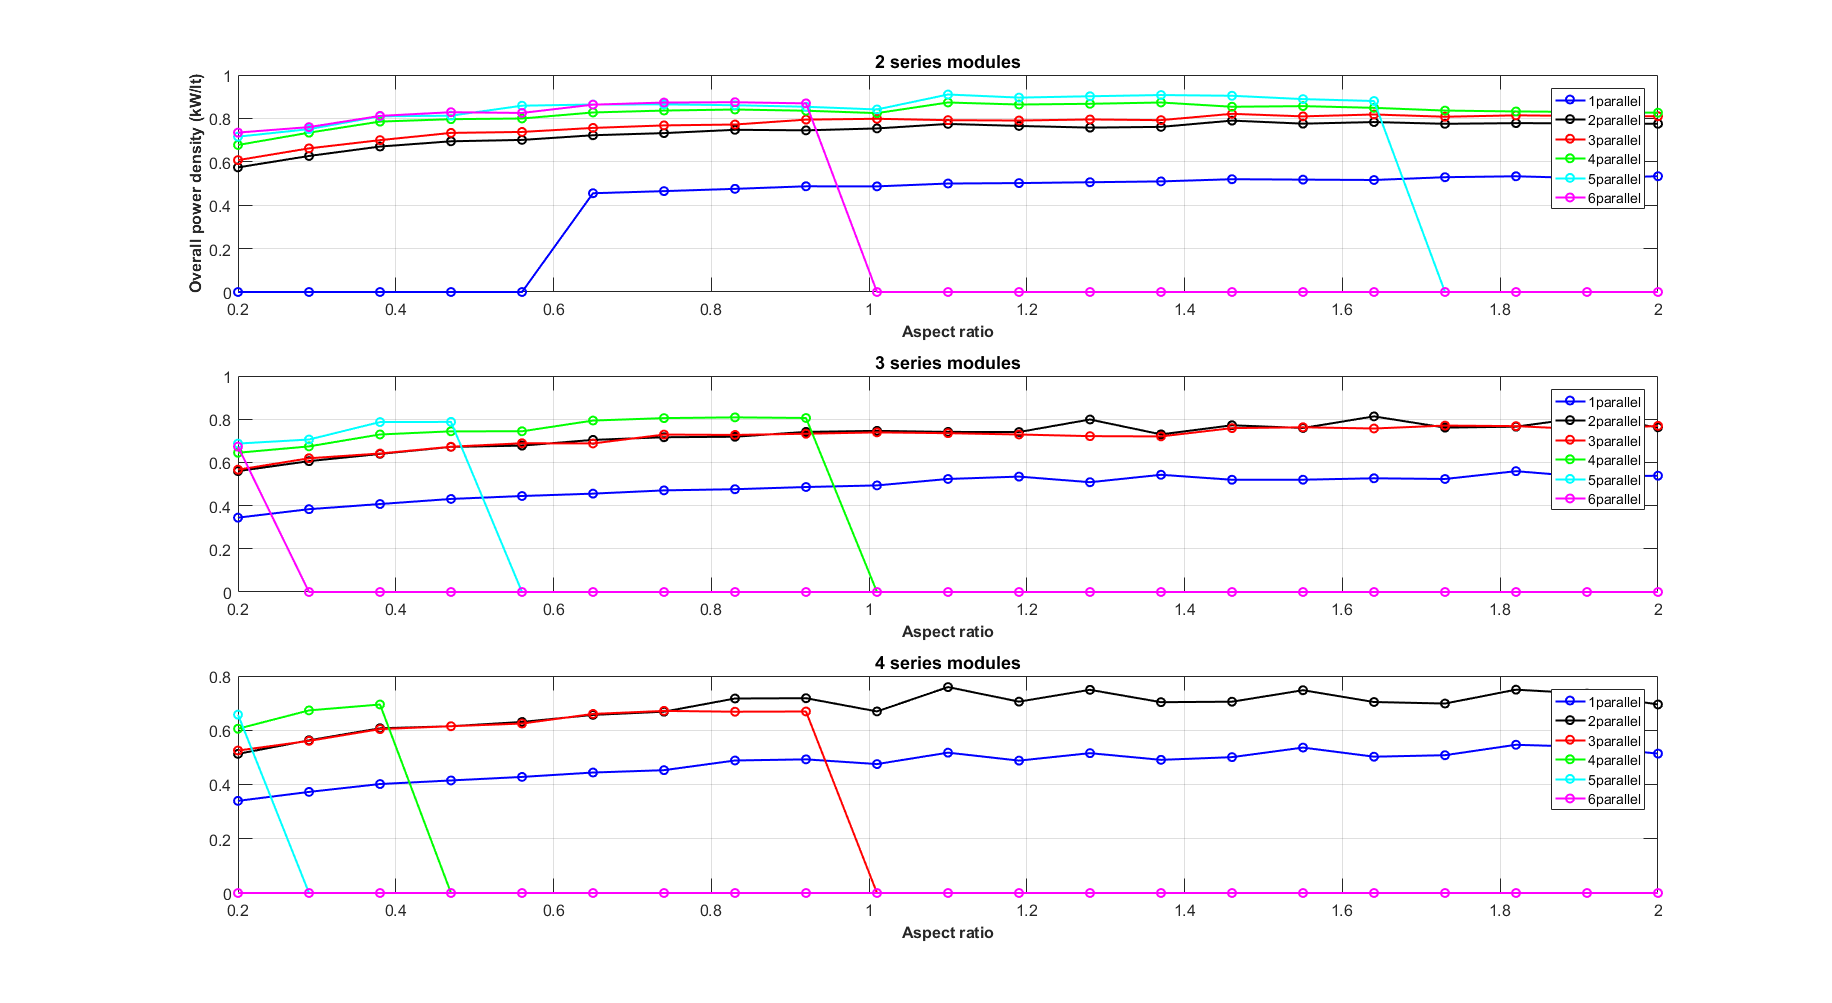 2 series modules
Overall power density (kW/lt)
1
0.8
0.6
0.4
0.2
0
0.2 0.4 0.6 0.8 1 1.2 1.4 1.6 1.8 2
Aspect ratio
1parallel
2parallel
3parallel
4parallel
5parallel
6parallel
3 series modules
1
0.8
0.6
0.4
0.2
0
0.2 0.4 0.6 0.8 1 1.2 1.4 1.6 1.8 2
Aspect ratio
1parallel
2parallel
3parallel
4parallel
5parallel
6parallel
4 series modules
0.8
0.6
0.4
0.2
0
0.2 0.4 0.6 0.8 1 1.2 1.4 1.6 1.8 2
Aspect ratio
1parallel
2parallel
3parallel
4parallel
5parallel
6parallel